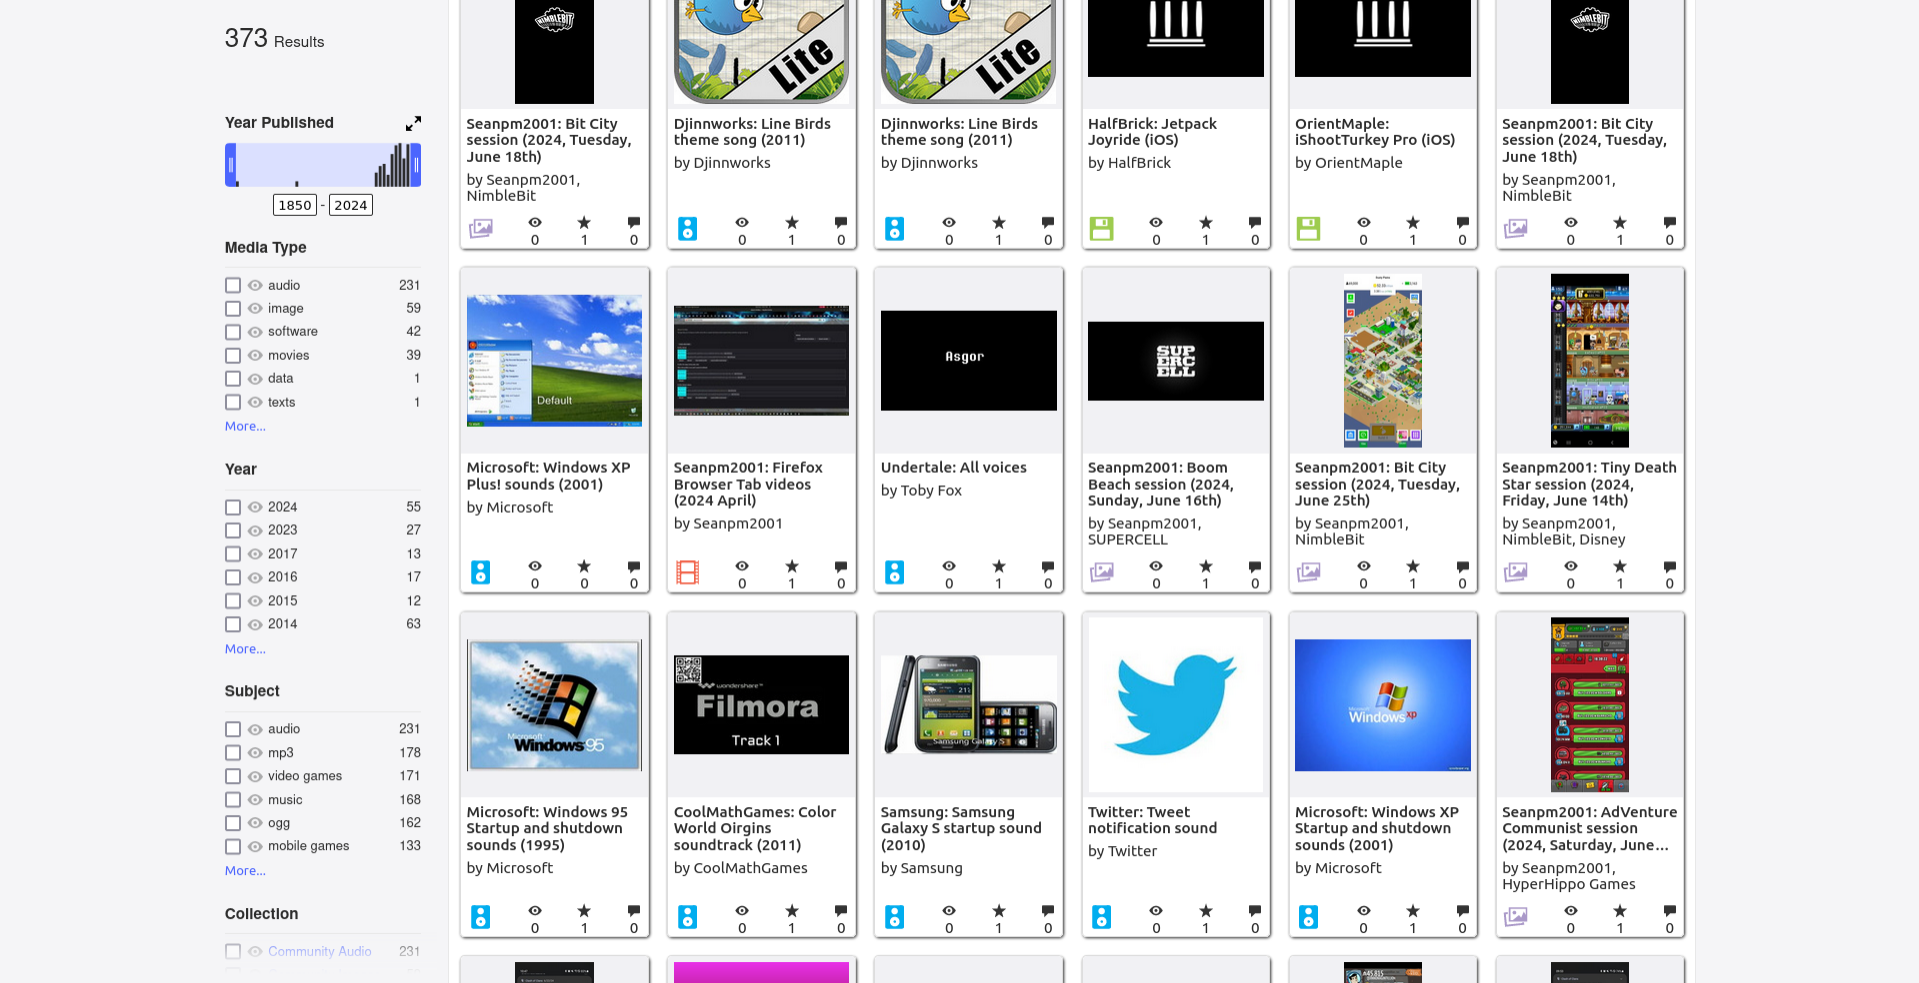 373 Results
Year Published
1850 - 2024
Media Type
audio 231
image 59
software 42
movies 39
data 1
texts 1
More...
Year
2024 55
2023 27
2017 13
2016 17
2015 12
2014 63
More...
Subject
audio 231
mp3 178
video games 171
music 168
ogg 162
mobile games 133
More...
Collection
Community Audio 231
NIMBLEBIT
Seanpm2001: Bit City
session (2024, Tuesday,
June 18th)
by Seanpm2001,
NimbleBit
0 1 0
Lite
Djinnworks: Line Birds
theme song (2011)
by Djinnworks
0 1 0
Lite
Djinnworks: Line Birds
theme song (2011)
by Djinnworks
0 1 0
HalfBrick: Jetpack
Joyride (iOS)
by HalfBrick
0 1 0
OrientMaple:
iShootTurkey Pro (iOS)
by OrientMaple
0 1 0
NIMBLEBIT
Seanpm2001: Bit City
session (2024, Tuesday,
June 18th)
by Seanpm2001,
NimbleBit
0 1 0
Default
Microsoft: Windows XP
Plus! sounds (2001)
by Microsoft
0 0 0
Seanpm2001: Firefox
Browser Tab videos
(2024 April)
by Seanpm2001
0 1 0
Asgor
Undertale: All voices
by Toby Fox
0 1 0
SUP
ERC
ELL
Seanpm2001: Boom
Beach session (2024,
Sunday, June 16th)
by Seanpm2001,
SUPERCELL
0 1 0
Seanpm2001: Bit City
session (2024, Tuesday,
June 25th)
by Seanpm2001,
NimbleBit
0 1 0
Seanpm2001: Tiny Death
Star session (2024,
Friday, June 14th)
by Seanpm2001,
NimbleBit, Disney
0 1 0
Microsoft
Windows 95
Microsoft: Windows 95
Startup and shutdown
sounds (1995)
by Microsoft
0 1 0
wondershare™
Filmora
Track 1
CoolMathGames: Color
World Oirgins
soundtrack (2011)
by CoolMathGames
0 1 0
Samsung Galaxy S
Samsung: Samsung
Galaxy S startup sound
(2010)
by Samsung
0 1 0
Twitter: Tweet
notification sound
by Twitter
0 1 0
Microsoft
Windows xp
Microsoft: Windows XP
Startup and shutdown
sounds (2001)
by Microsoft
0 1 0
Seanpm2001: AdVenture
Communist session
(2024, Saturday, June...
by Seanpm2001,
HyperHippo Games
0 1 0